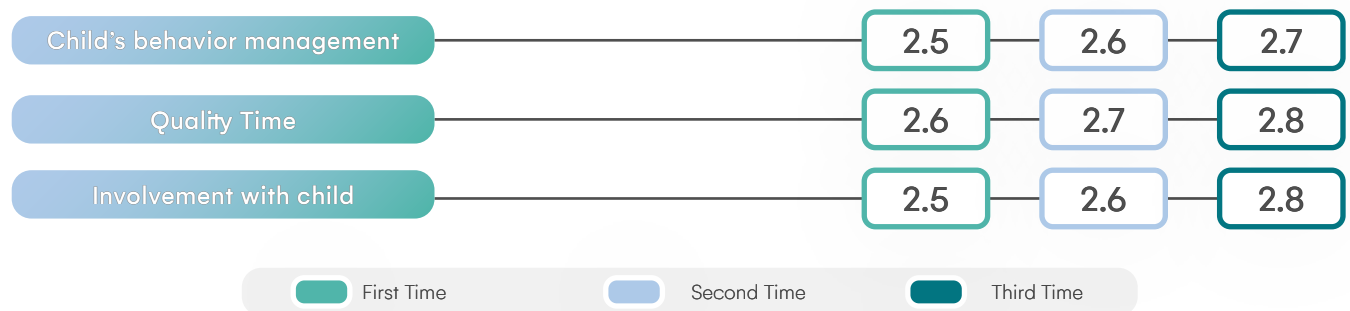 Child's behavior management 2.5 2.6 2.7
Quality Time 2.6 2.7 2.8
Involvement with child 2.5 2.6 2.8
First Time Second Time Third Time